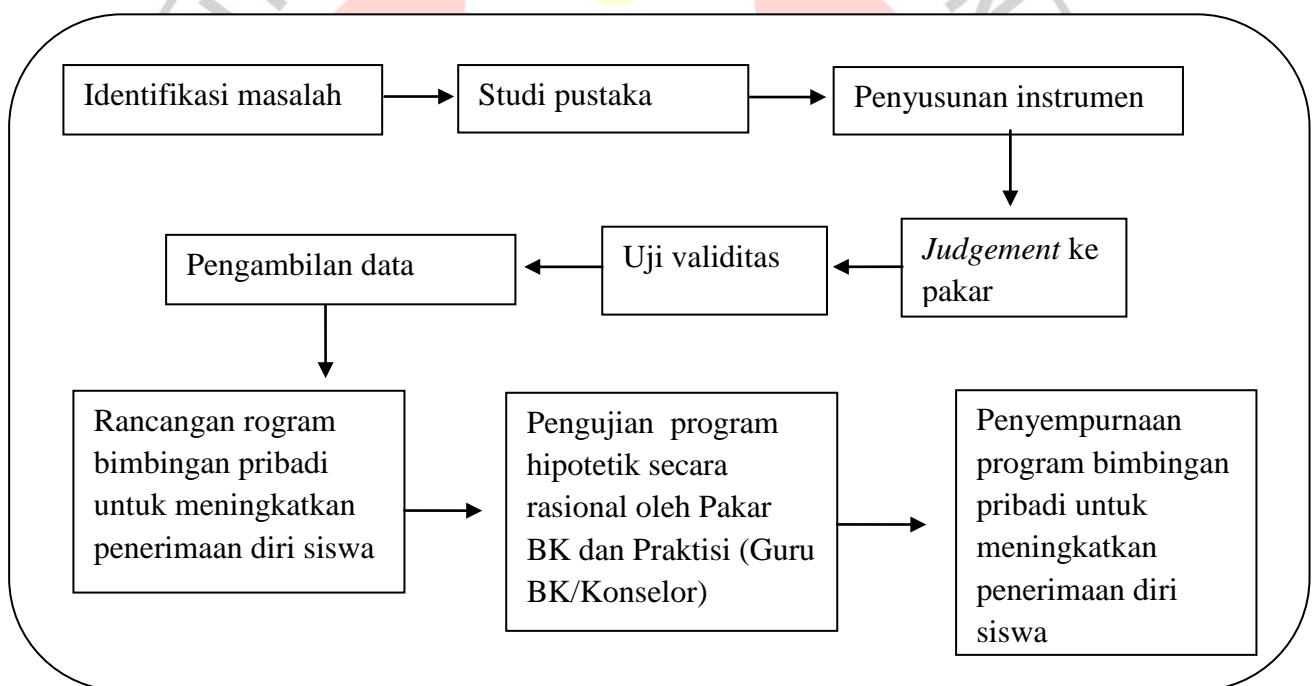 Identifikasi masalah
Studi pustaka
Penyusunan instrumen
Judgement ke
pakar
Uji validitas
Pengambilan data
Rancangan rogram
bimbingan pribadi
untuk meningkatkan
penerimaan diri siswa
Pengujian program
hipotetik secara
rasional oleh Pakar
BK dan Praktisi (Guru
BK/Konselor)
Penyempurnaan
program bimbingan
pribadi untuk
meningkatkan
penerimaan diri
siswa